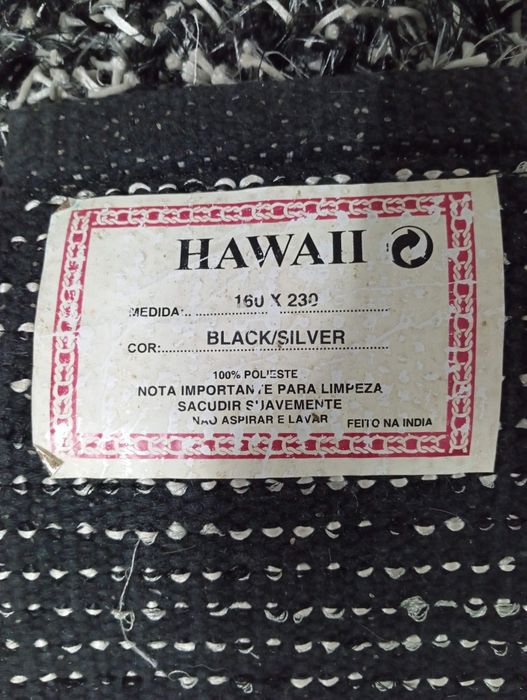 HAWAII
MEDIDA:.. 160 X 230
COR: BLACK/SILVER
100% POLIESTE
NOTA IMPORTANTE PARA LIMPEZA
SACUDIR SUAVEMENTE
NAO ASPIRAR E LAVAR
FEITO NA INDIA